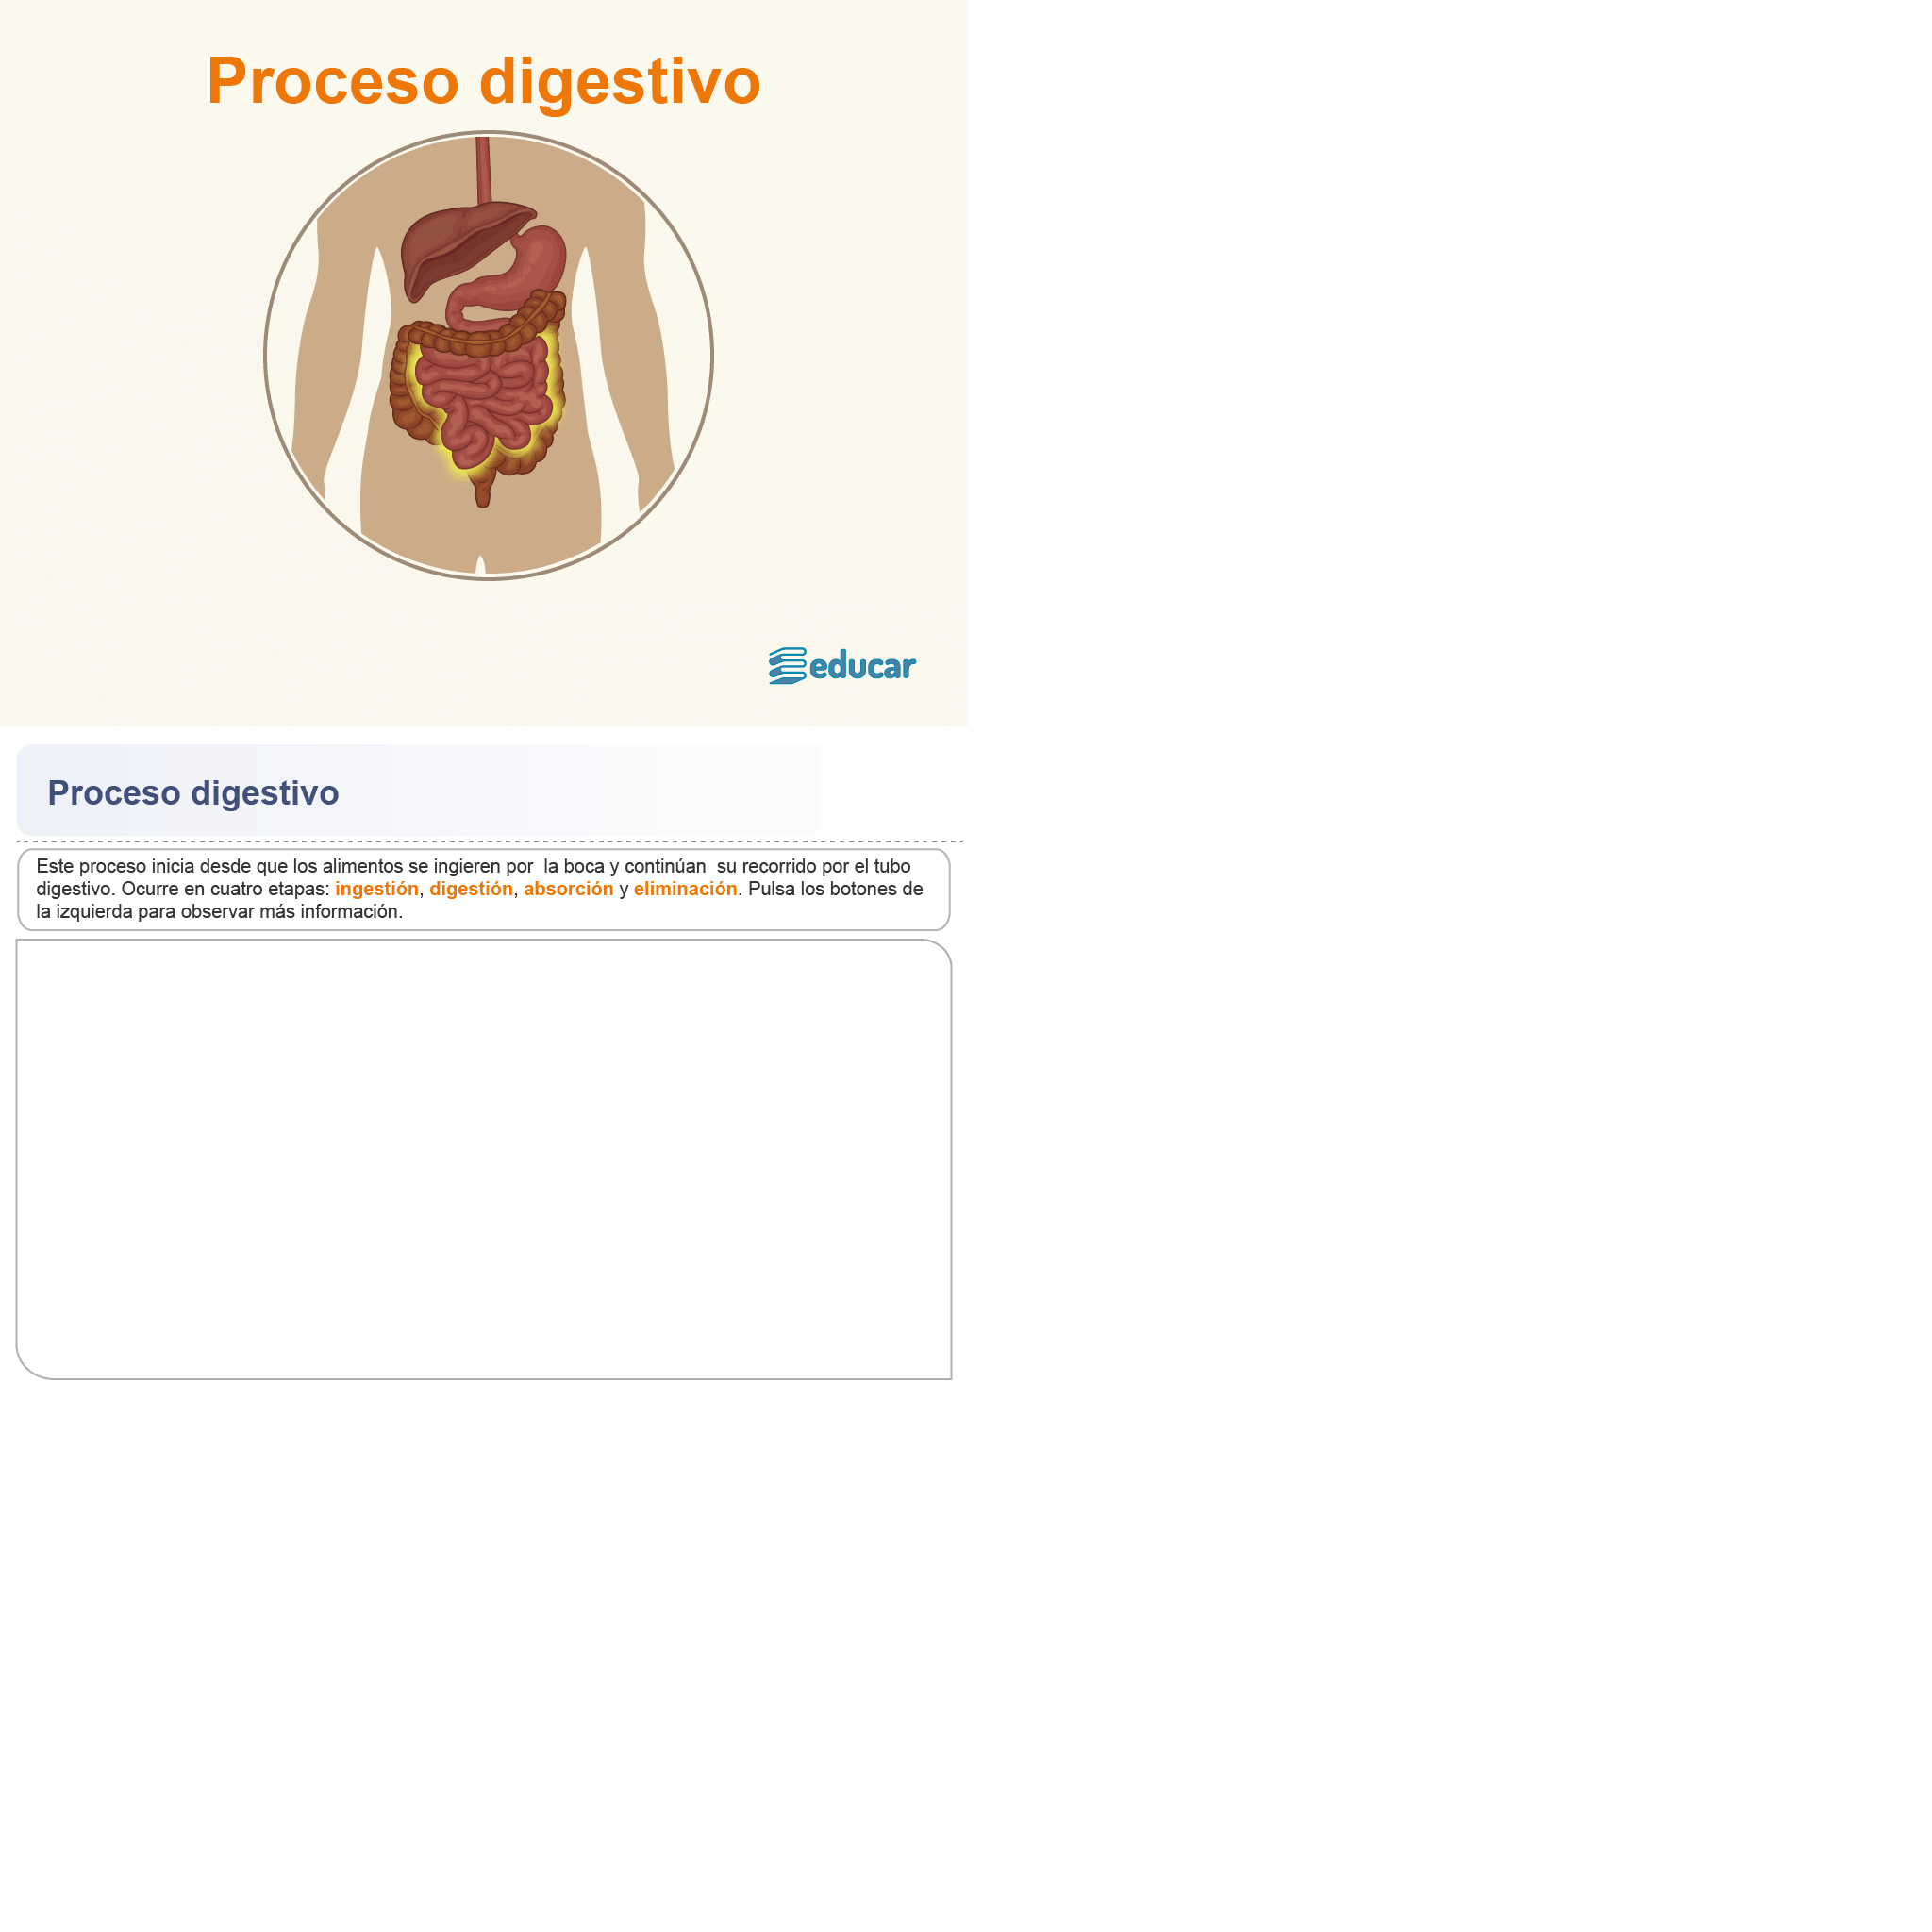 Proceso digestivo
educar
Proceso digestivo
Este proceso inicia desde que los alimentos se ingieren por  la boca y continúan  su recorrido por el tubo
digestivo. Ocurre en cuatro etapas: ingestión, digestión, absorción y eliminación. Pulsa los botones de
la izquierda para observar más información.